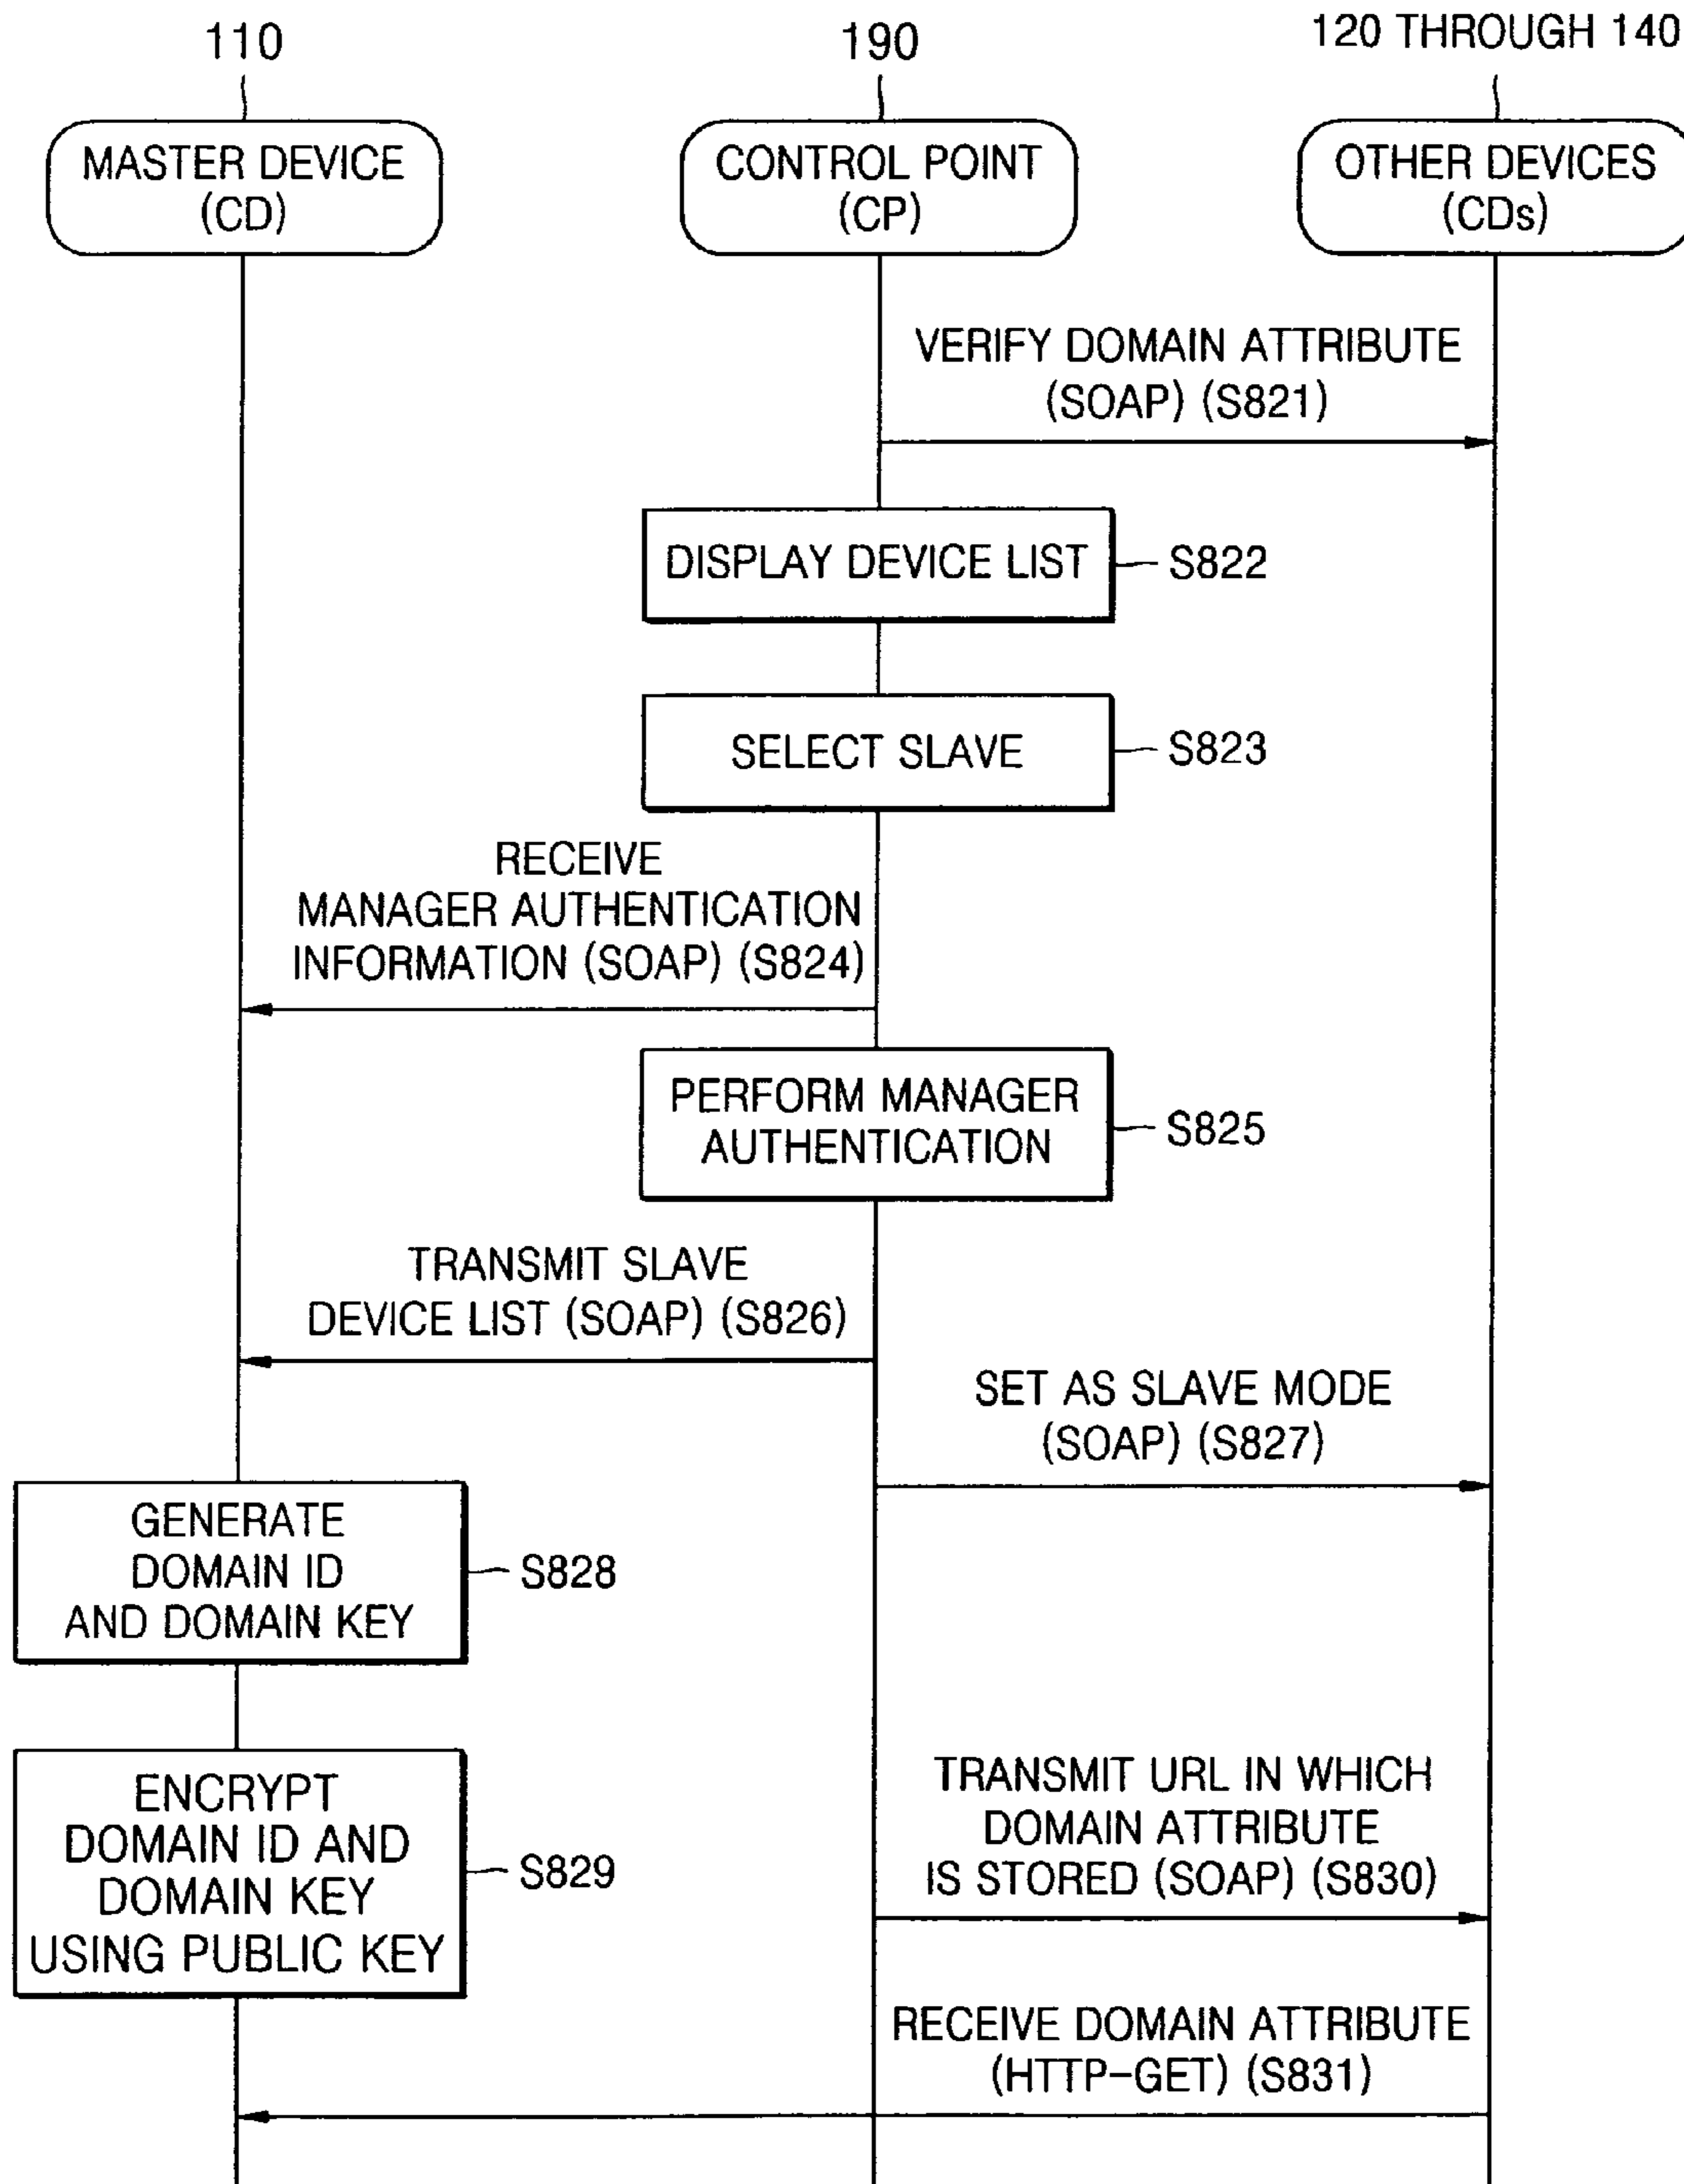 110
190
120 THROUGH 140
MASTER DEVICE
(CD)
CONTROL POINT
(CP)
OTHER DEVICES
(CDs)
VERIFY DOMAIN ATTRIBUTE
(SOAP) (S821)
DISPLAY DEVICE LIST
S822
SELECT SLAVE
S823
RECEIVE
MANAGER AUTHENTICATION
INFORMATION (SOAP) (S824)
PERFORM MANAGER
AUTHENTICATION
S825
TRANSMIT SLAVE
DEVICE LIST (SOAP) (S826)
SET AS SLAVE MODE
(SOAP) (S827)
GENERATE
DOMAIN ID
AND DOMAIN KEY
S828
ENCRYPT
DOMAIN ID AND
DOMAIN KEY
USING PUBLIC KEY
S829
TRANSMIT URL IN WHICH
DOMAIN ATTRIBUTE
IS STORED (SOAP) (S830)
RECEIVE DOMAIN ATTRIBUTE
(HTTP-GET) (S831)